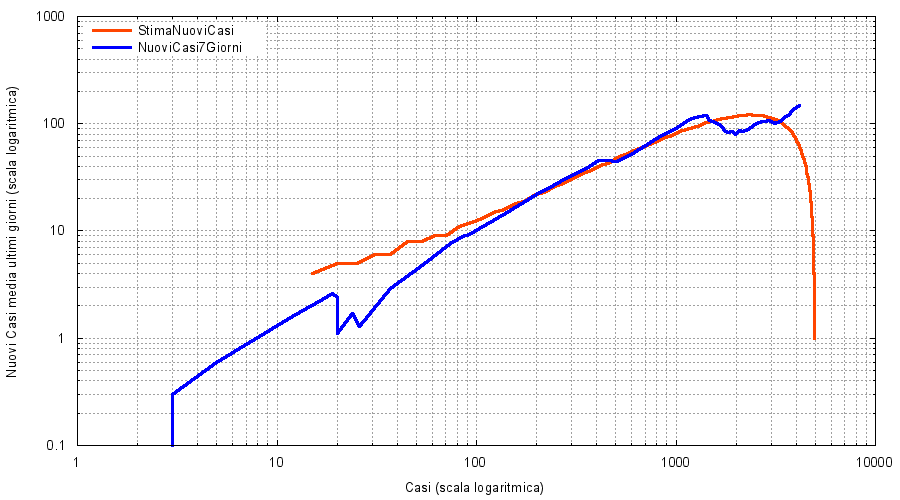 1000
StimaNuoviCasi
NuoviCasi7Giorni
100
10
1
0.1
Nuovi Casi media ultimi giorni (scala logaritmica)
1 10 100 1000 10000
Casi (scala logaritmica)